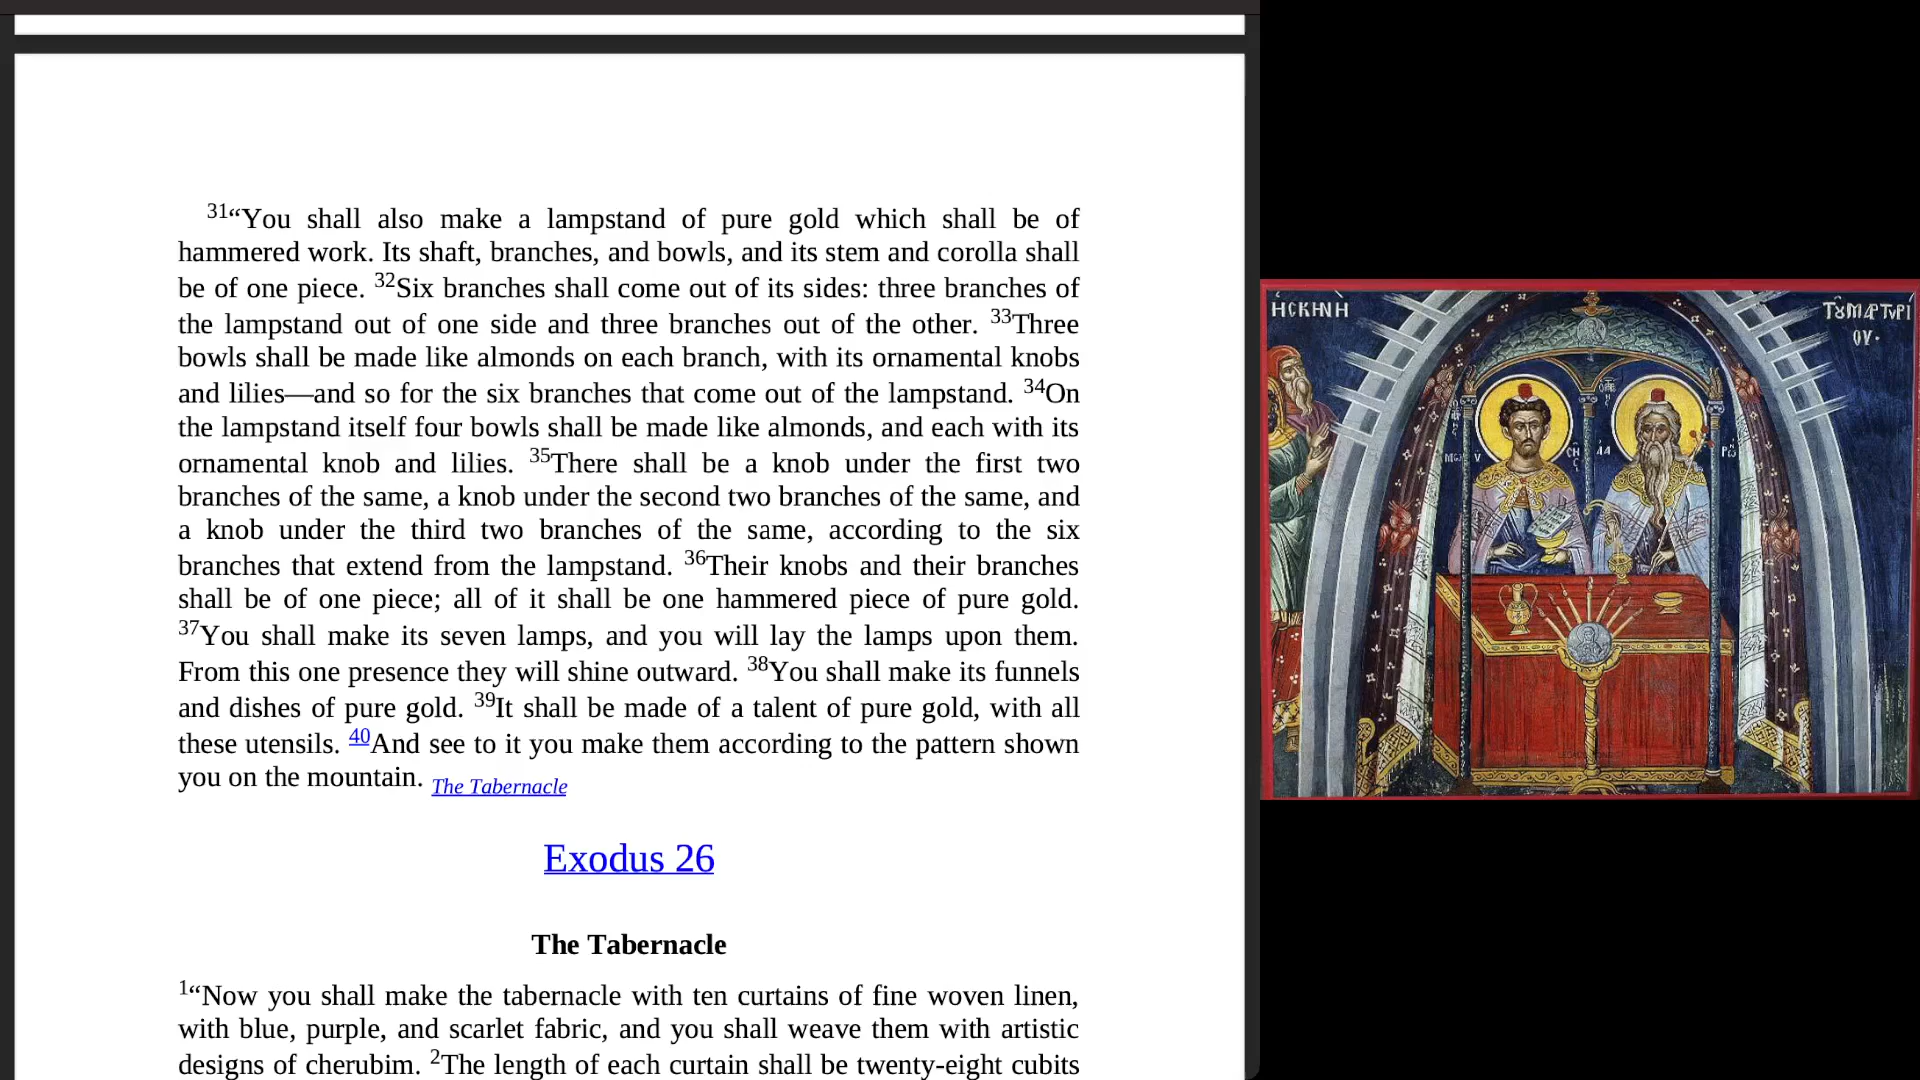 31“You shall also make a lampstand of pure gold which shall be of
hammered work. Its shaft, branches, and bowls, and its stem and corolla shall
be of one piece. 32Six branches shall come out of its sides: three branches of
the lampstand out of one side and three branches out of the other. 33Three
bowls shall be made like almonds on each branch, with its ornamental knobs
and lilies—and so for the six branches that come out of the lampstand. 34On
the lampstand itself four bowls shall be made like almonds, and each with its
ornamental knob and lilies. 35There shall be a knob under the first two
branches of the same, a knob under the second two branches of the same, and
a knob under the third two branches of the same, according to the six
branches that extend from the lampstand. 36Their knobs and their branches
shall be of one piece; all of it shall be one hammered piece of pure gold.
37You shall make its seven lamps, and you will lay the lamps upon them.
From this one presence they will shine outward. 38You shall make its funnels
and dishes of pure gold. 39It shall be made of a talent of pure gold, with all
these utensils. 40And see to it you make them according to the pattern shown
you on the mountain. The Tabernacle
Exodus 26
The Tabernacle
1“Now you shall make the tabernacle with ten curtains of fine woven linen,
with blue, purple, and scarlet fabric, and you shall weave them with artistic
designs of cherubim. 2The length of each curtain shall be twenty-eight cubits
ἩCΚΗΝῊ
ΤȢ͂ΜΑΡΤΥΡΙ
ΟΥ·